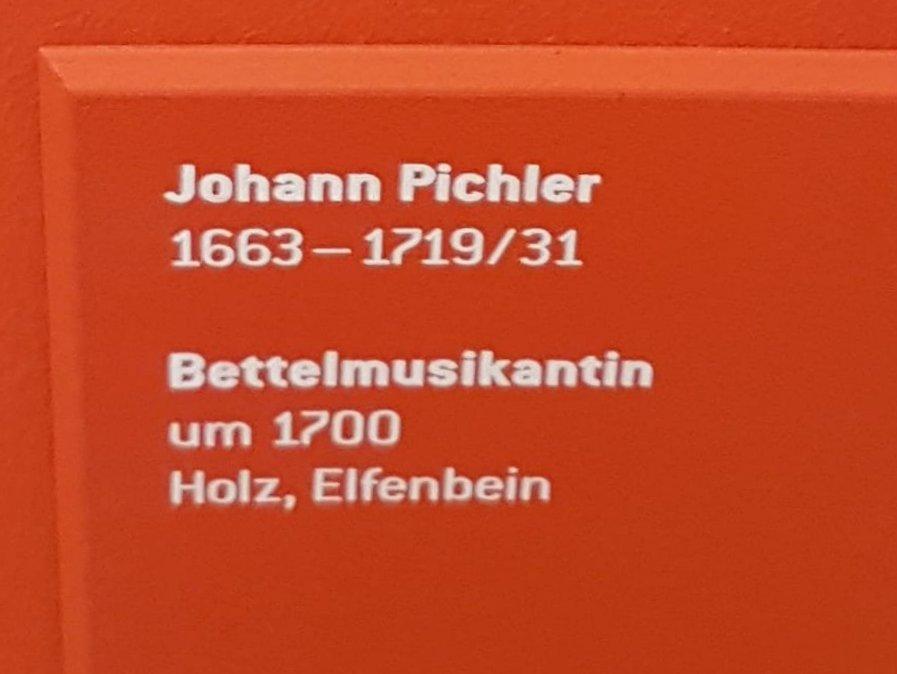 Johann Pichler
1663 – 1719/31
Bettelmusikantin
um 1700
Holz, Elfenbein